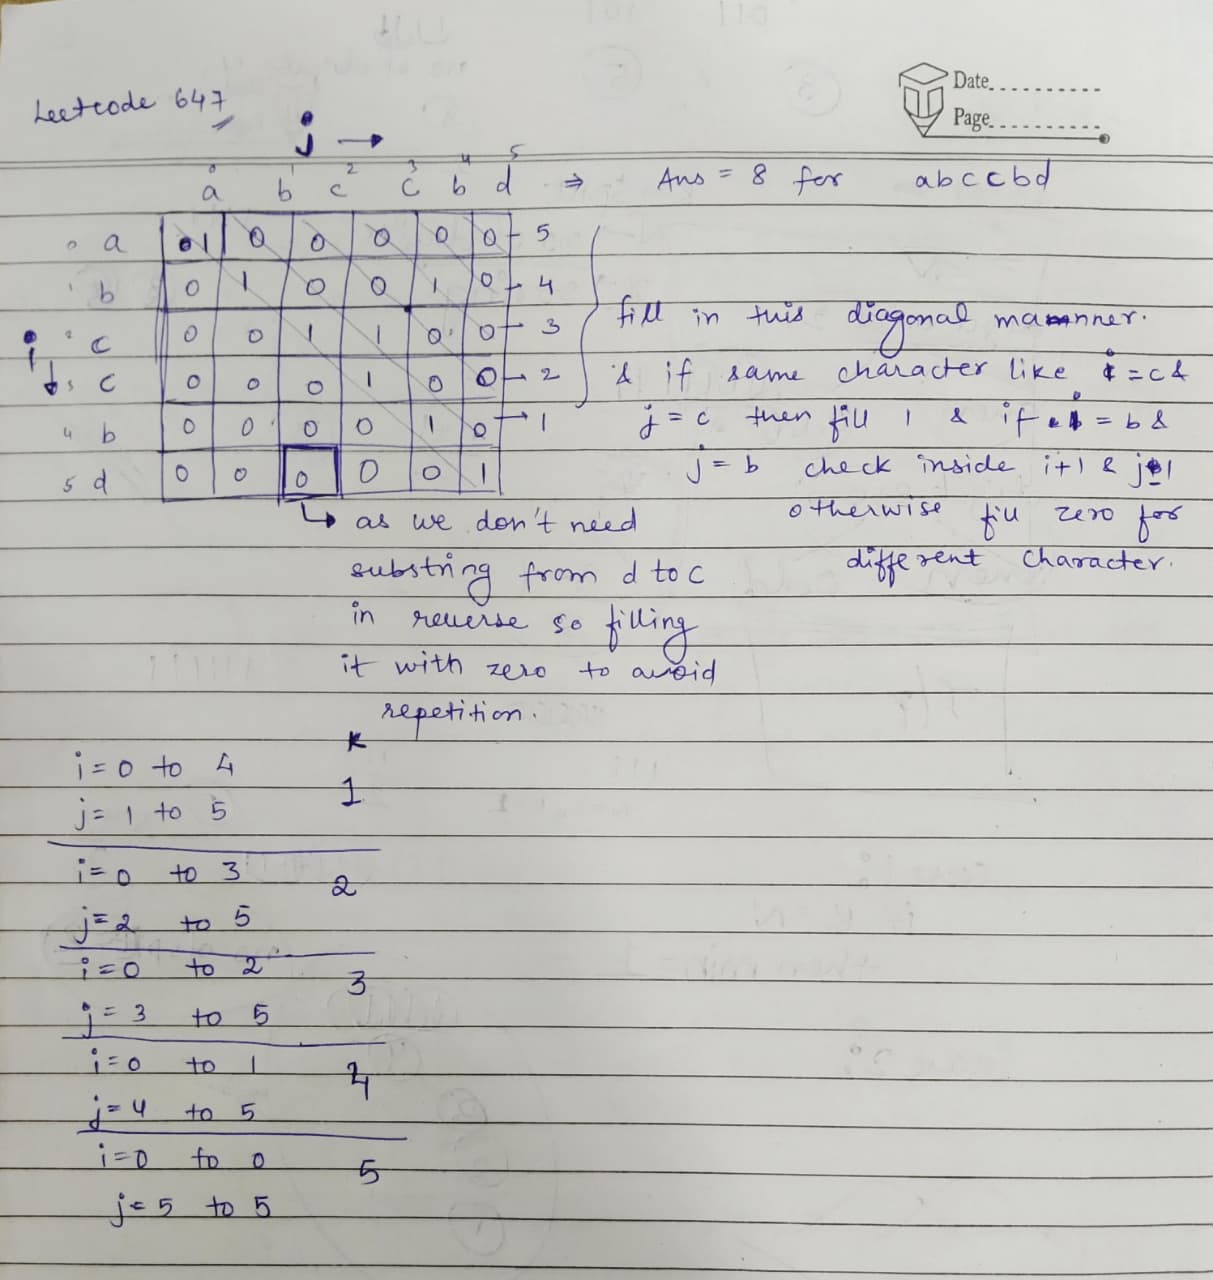 Leetcode 647
Date
Page
j →
0 1 2 3 4 5
a b c c b d ⇒ Ans = 8 for abccbd
0 a 01 0 0 0 0 0 - 5
1 b 0 1 0 0 1 0 - 4
2 c 0 0 1 1 0 0 → 3
i ↓ 3 c 0 0 0 1 0 0 → 2
4 b 0 0 0 0 1 0 → 1
5 d 0 0 0 0 0 1
fill in this diagonal manner.
& if same character like i = c &
j = c then fill 1 & if i = b &
j = b check inside i+1 & j-1
otherwise fill zero for
different character.
↳ as we don't need
substring from d to c
in reverse so filling
it with zero to avoid
repetition.
K
i = 0 to 4
1
j = 1 to 5
i = 0 to 3
2
j = 2 to 5
i = 0 to 2
3
j = 3 to 5
i = 0 to 1
4
j = 4 to 5
i = 0 to 0
5
j = 5 to 5